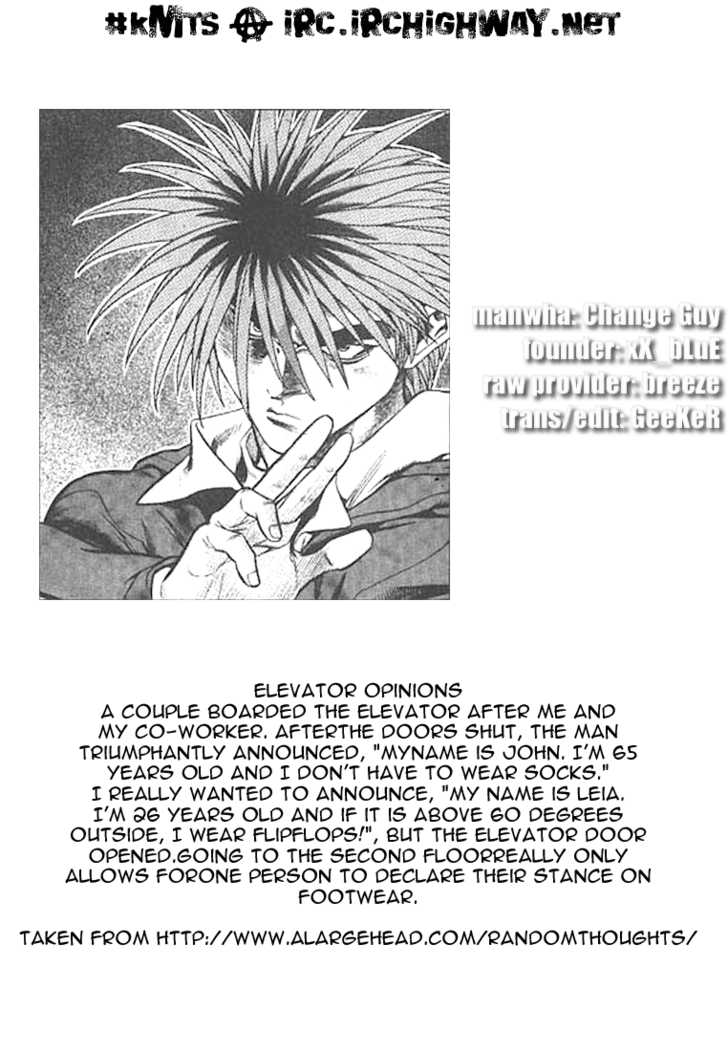 #KMTS @ IRC.IRCHIGHWAY.NET
manwha: Change Guy
founder: xX_bLuE
raw provider: breeze
trans/edit: GeeKeR
ELEVATOR OPINIONS
A COUPLE BOARDED THE ELEVATOR AFTER ME AND
MY CO-WORKER. AFTERTHE DOORS SHUT, THE MAN
TRIUMPHANTLY ANNOUNCED, "MYNAME IS JOHN. I'M 65
YEARS OLD AND I DON'T HAVE TO WEAR SOCKS."
I REALLY WANTED TO ANNOUNCE, "MY NAME IS LEIA.
I'M 26 YEARS OLD AND IF IT IS ABOVE 60 DEGREES
OUTSIDE, I WEAR FLIPFLOPS!", BUT THE ELEVATOR DOOR
OPENED.GOING TO THE SECOND FLOORREALLY ONLY
ALLOWS FORONE PERSON TO DECLARE THEIR STANCE ON
FOOTWEAR.
TAKEN FROM HTTP://WWW.ALARGEHEAD.COM/RANDOMTHOUGHTS/